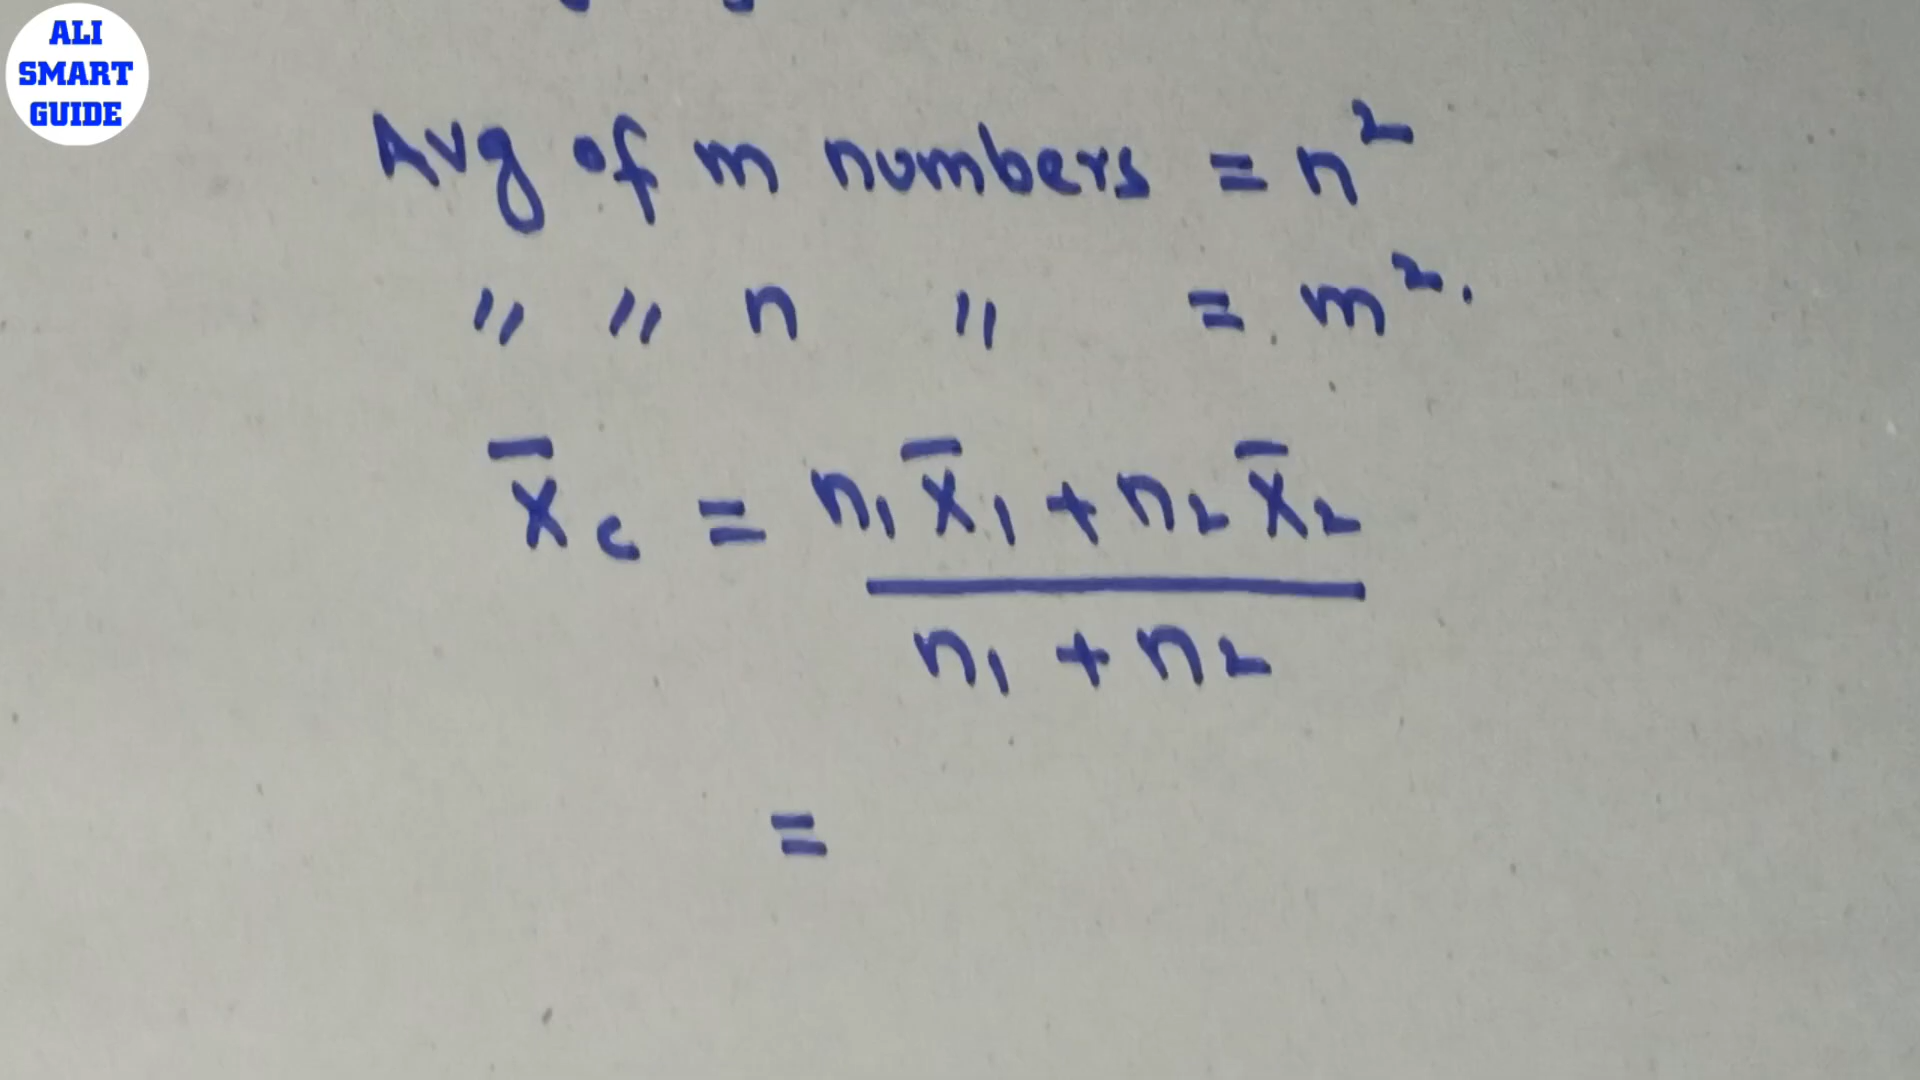 ALI
SMART
GUIDE
Avg of m numbers = n²
" " n " = m².
x̄c = n₁x̄₁ + n₂x̄₂
n₁ + n₂
=